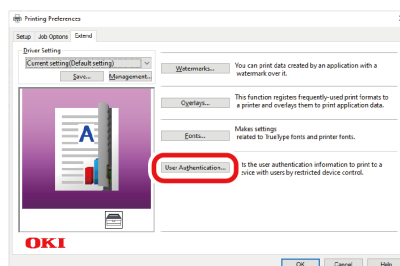 Printing Preferences
Setup Job Options Extend
Driver Setting
Current setting(Default setting)
Save... Management...
Watermarks...
You can print data created by an application with a
watermark over it.
Overlays...
This function registers frequently-used print formats to
a printer and overlays them to print application data.
Fonts...
Makes settings
related to TrueType fonts and printer fonts.
User Authentication...
ls the user authentication information to print to a
device with users by restricted device control.
A
OKI
OK Cancel Help